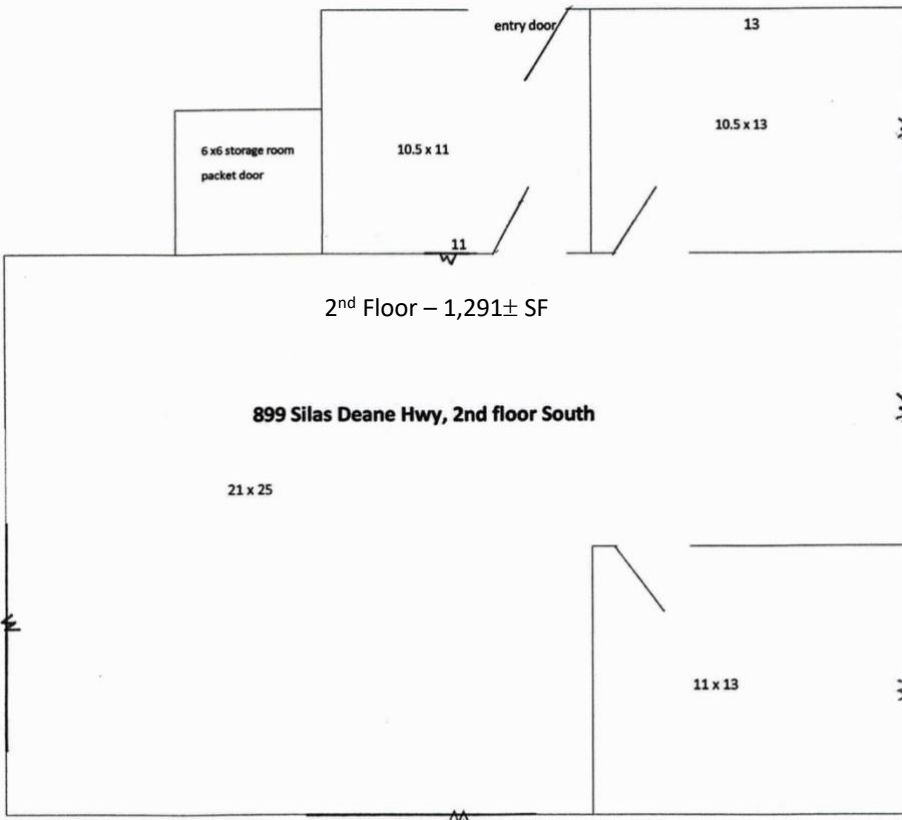 entry door
13
6 x6 storage room
packet door
10.5 x 11
10.5 x 13
11
W
2nd Floor – 1,291± SF
899 Silas Deane Hwy, 2nd floor South
21 x 25
W
11 x 13